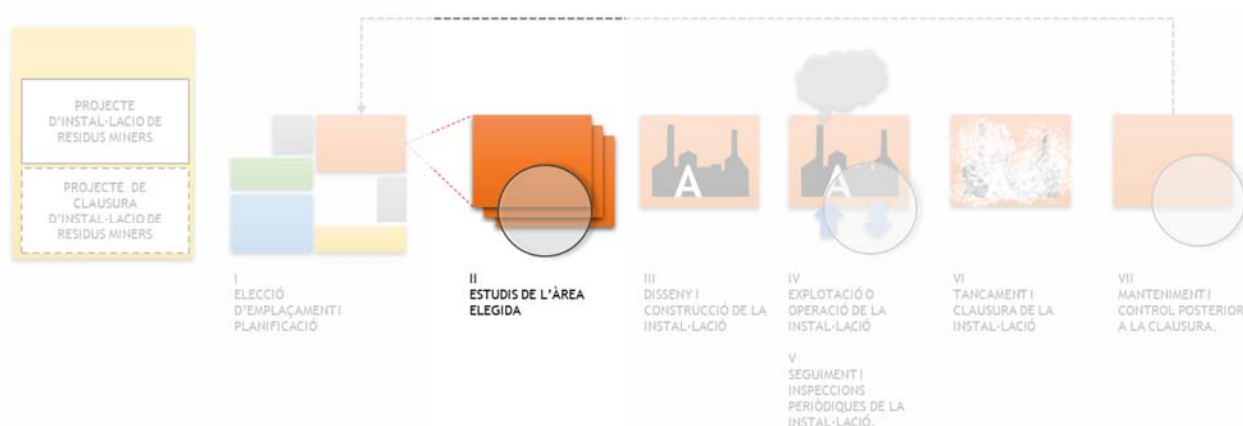 PROJECTE
D'INSTAL·LACIO DE
RESIDUS MINERS
PROJECTE DE
CLAUSURA
D'INSTAL·LACIO DE
RESIDUS MINERS
I
ELECCIÓ
D'EMPLAÇAMENT I
PLANIFICACIÓ
II
ESTUDIS DE L'ÀREA
ELEGIDA
A
III
DISSENY I
CONSTRUCCIÓ DE LA
INSTAL·LACIÓ
A
IV
EXPLOTACIÓ O
OPERACIÓ DE LA
INSTAL·LACIÓ
V
SEGUIMENT I
INSPECCIONS
PERIÒDIQUES DE LA
INSTAL·LACIÓ.
VI
TANCAMENT I
CLAUSURA DE LA
INSTAL·LACIÓ
VII
MANTENIMENT I
CONTROL POSTERIOR
A LA CLAUSURA.